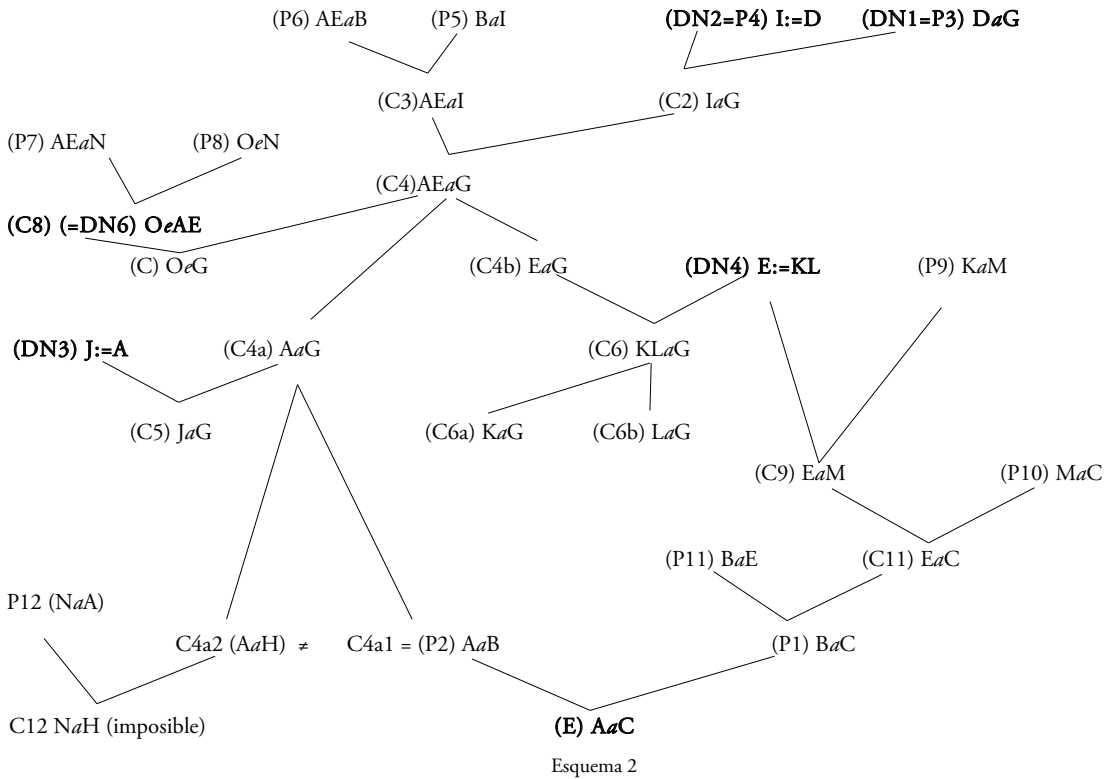 (P6) AEaB (P5) BaI (DN2=P4) I:=D (DN1=P3) DaG
(C3)AEaI (C2) IaG
(P7) AEaN (P8) OeN
(C4)AEaG
(C8) (=DN6) OeAE
(C) OeG (C4b) EaG (DN4) E:=KL (P9) KaM
(DN3) J:=A (C4a) AaG (C6) KLaG
(C5) JaG (C6a) KaG (C6b) LaG
(C9) EaM (P10) MaC
(P11) BaE (C11) EaC
P12 (NaA)
C4a2 (AaH) ≠ C4a1 = (P2) AaB (P1) BaC
C12 NaH (imposible) (E) AaC
Esquema 2